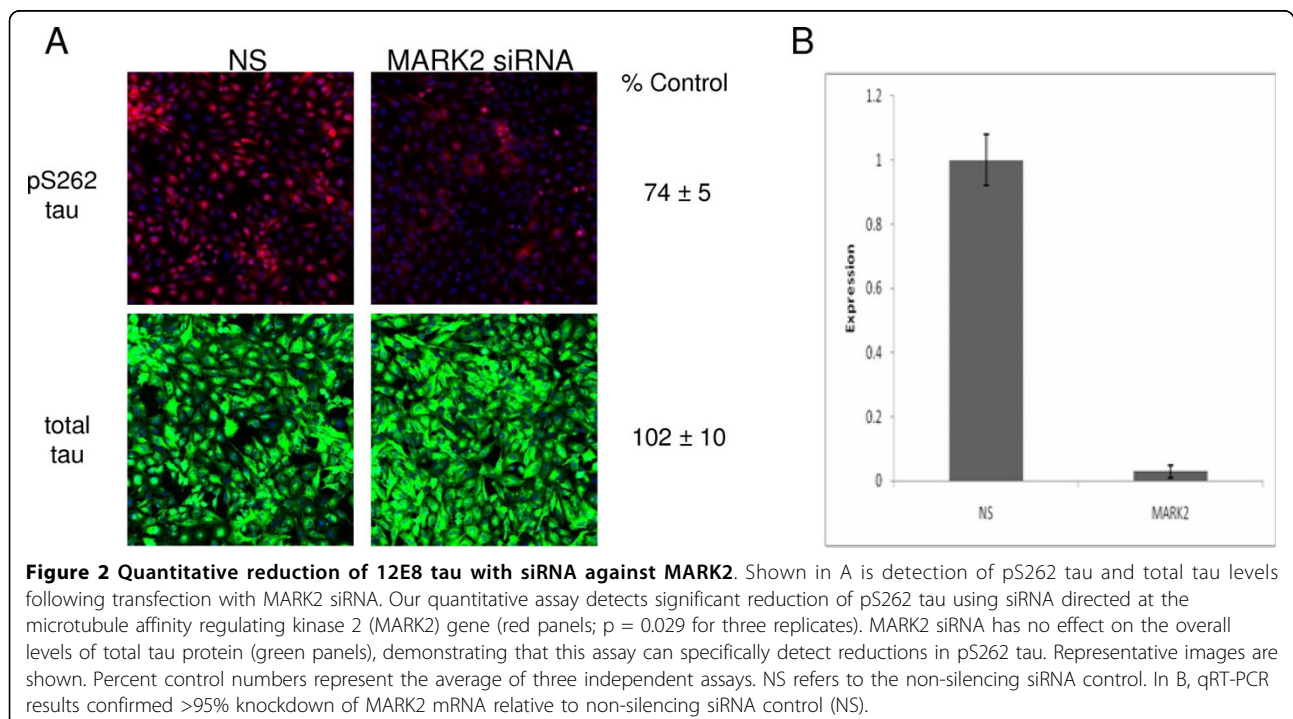 A
B
NS
MARK2 siRNA
% Control
pS262
tau
74 ± 5
total
tau
102 ± 10
1.2
1
0.8
0.6
0.4
0.2
0
Expression
NS
MARK2
Figure 2 Quantitative reduction of 12E8 tau with siRNA against MARK2. Shown in A is detection of pS262 tau and total tau levels
following transfection with MARK2 siRNA. Our quantitative assay detects significant reduction of pS262 tau using siRNA directed at the
microtubule affinity regulating kinase 2 (MARK2) gene (red panels; p = 0.029 for three replicates). MARK2 siRNA has no effect on the overall
levels of total tau protein (green panels), demonstrating that this assay can specifically detect reductions in pS262 tau. Representative images are
shown. Percent control numbers represent the average of three independent assays. NS refers to the non-silencing siRNA control. In B, qRT-PCR
results confirmed >95% knockdown of MARK2 mRNA relative to non-silencing siRNA control (NS).